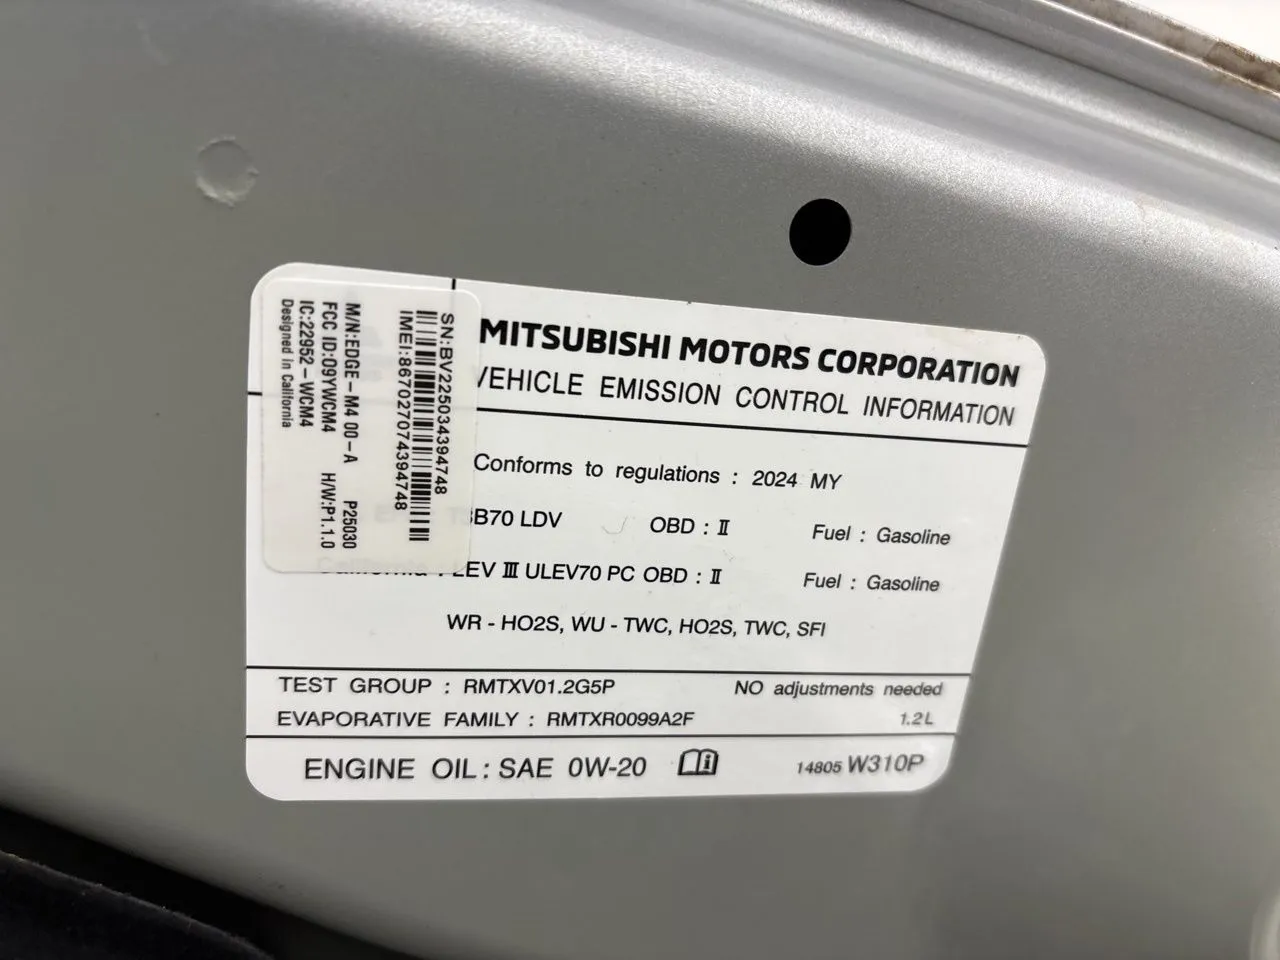 MITSUBISHI MOTORS CORPORATION
VEHICLE EMISSION CONTROL INFORMATION
Conforms to regulations : 2024 MY
B70 LDV OBD : II Fuel : Gasoline
California : LEV III ULEV70 PC OBD : II Fuel : Gasoline
WR - HO2S, WU - TWC, HO2S, TWC, SFI
TEST GROUP : RMTXV01.2G5P NO adjustments needed
EVAPORATIVE FAMILY : RMTXR0099A2F 1.2L
ENGINE OIL : SAE 0W-20 14805 W310P
SN:BV225034394748
IMEI:867027074394748
M/N:EDGE-M4 00-A P25030
FCC ID:09YWCM4 H/W:P1.1.0
IC:22952-WCM4
Designed in California